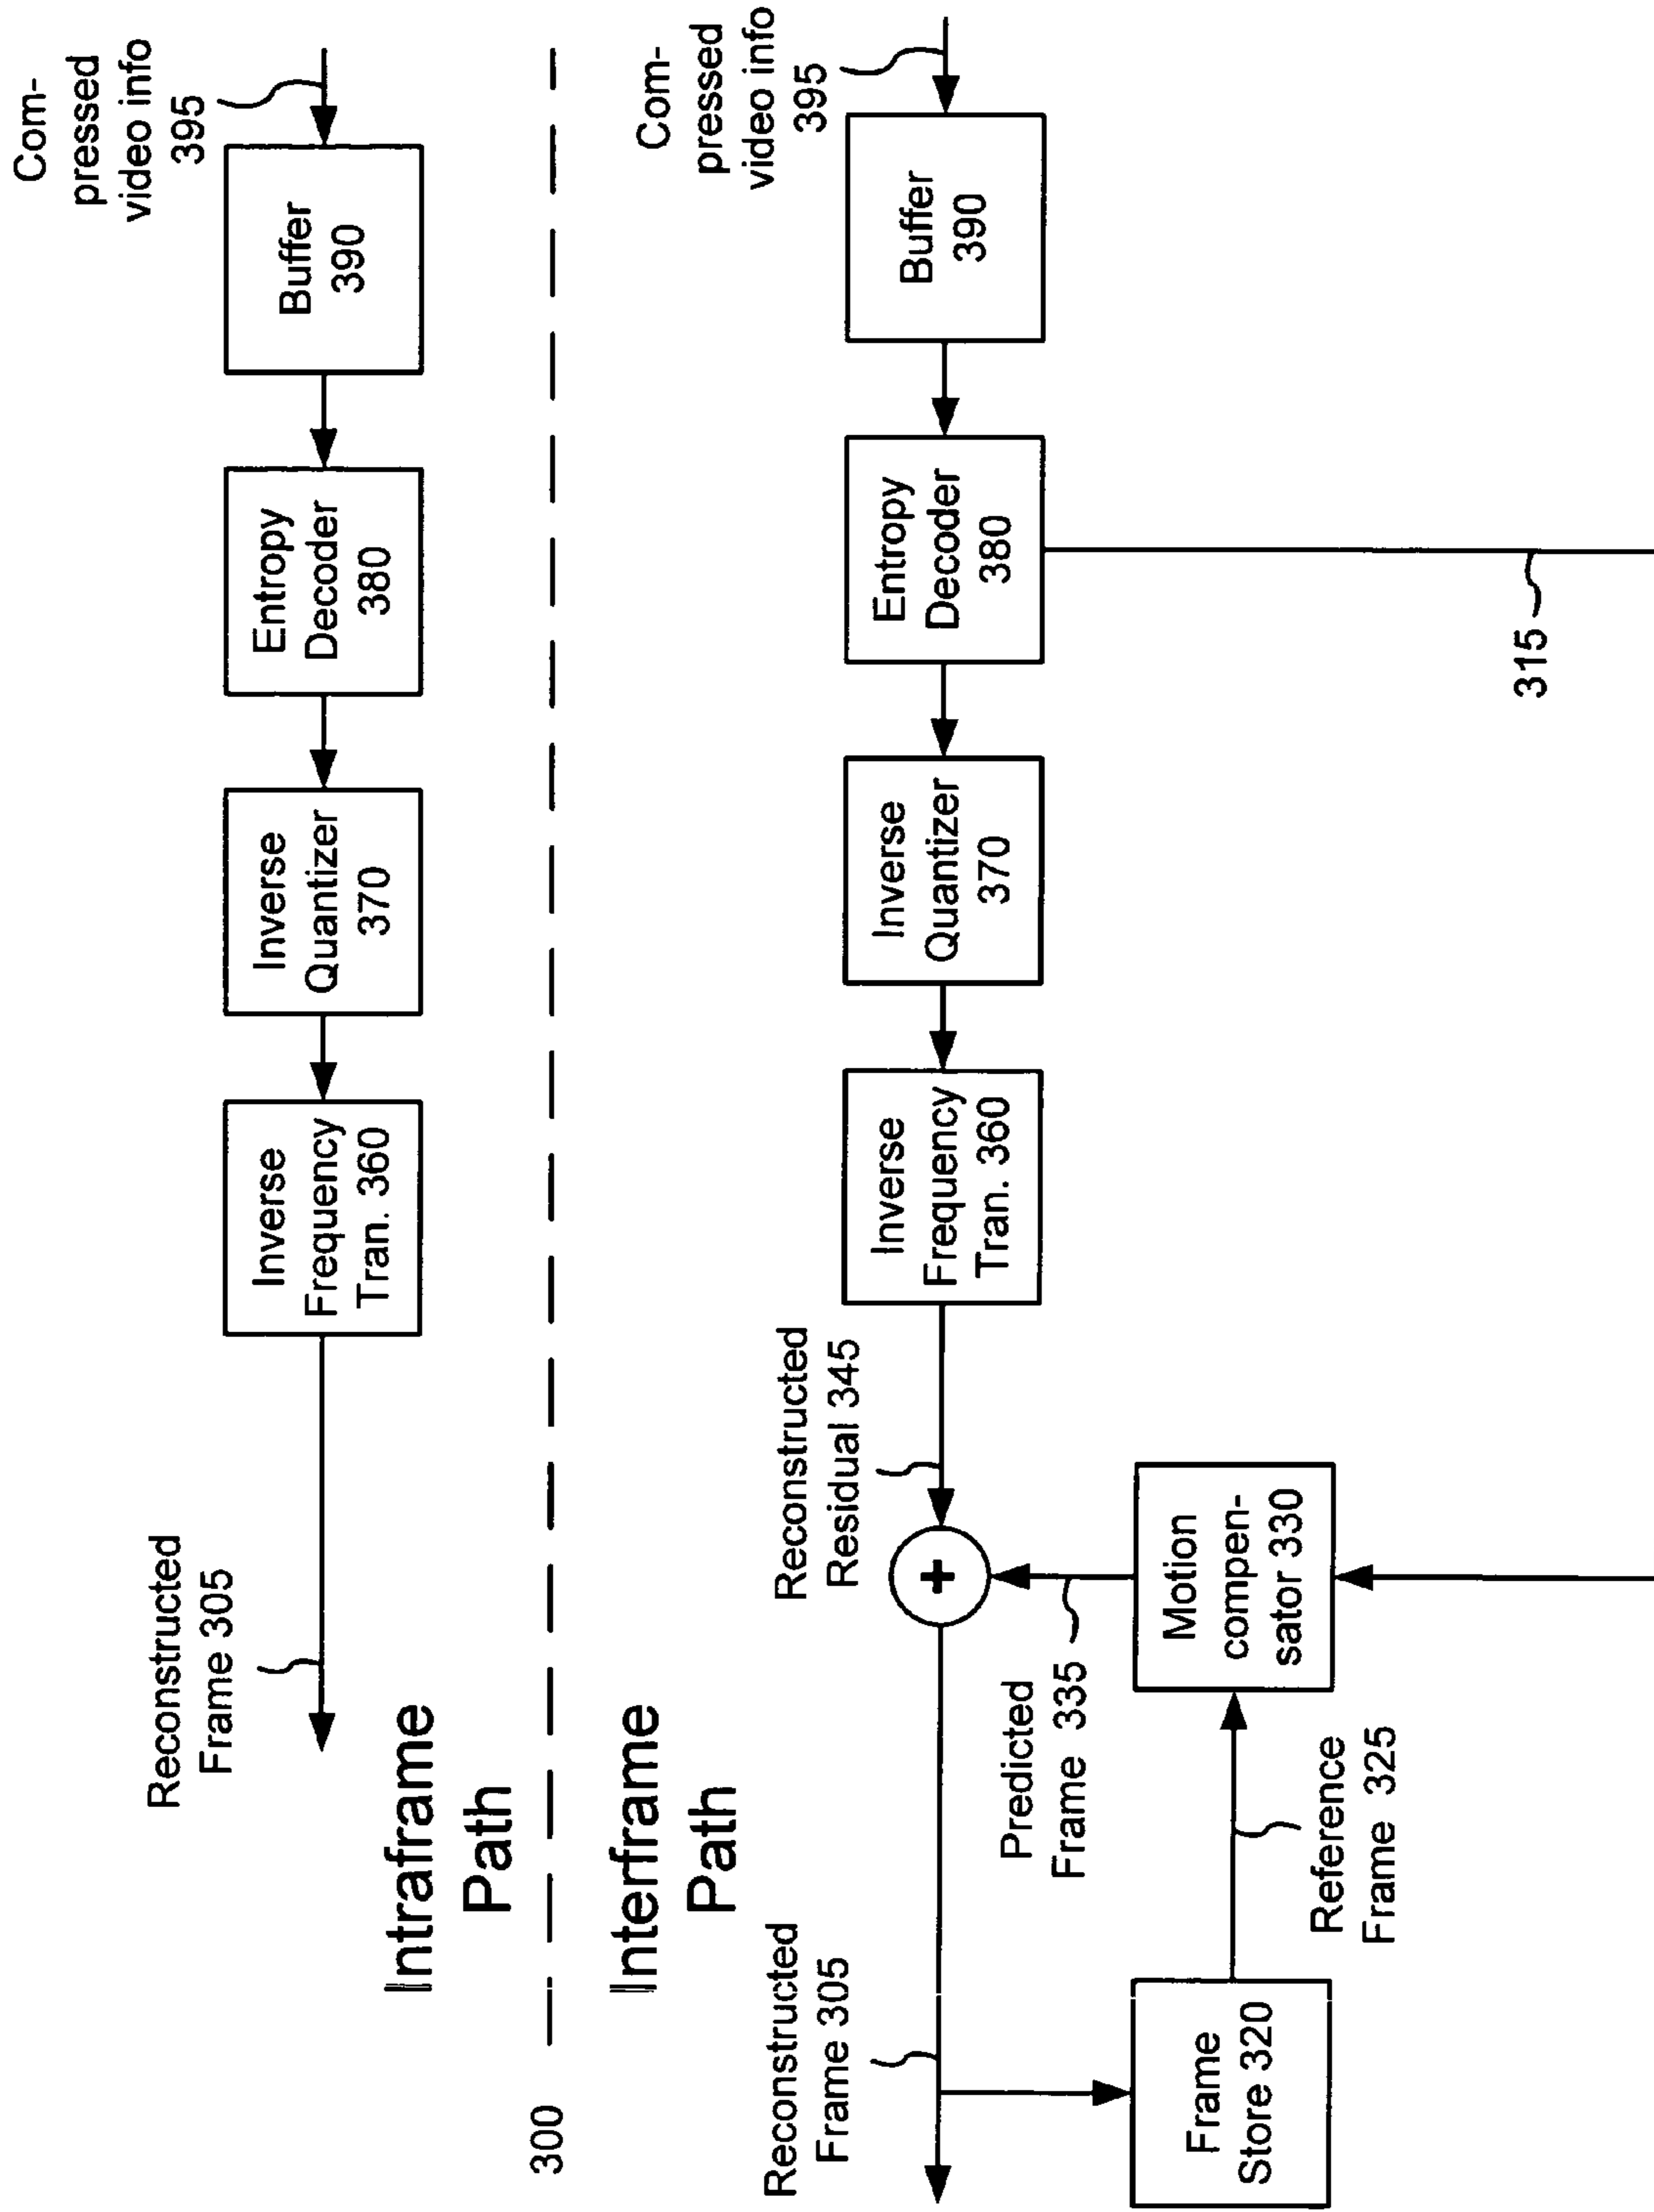 Reconstructed
Frame 305
Inverse
Frequency
Tran. 360
Inverse
Quantizer
370
Entropy
Decoder
380
Buffer
390
Com-
pressed
video info
395
Intraframe
Path
300
Interframe
Path
Reconstructed
Frame 305
Reconstructed
Residual 345
Inverse
Frequency
Tran. 360
Inverse
Quantizer
370
Entropy
Decoder
380
Buffer
390
Com-
pressed
video info
395
+
Predicted
Frame 335
Frame
Store 320
Reference
Frame 325
Motion
compen-
sator 330
315